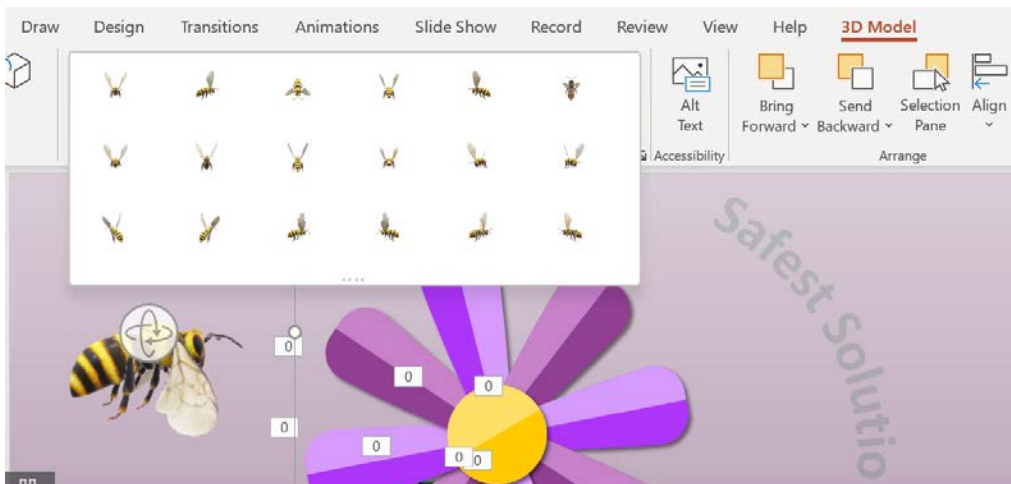 Draw Design Transitions Animations Slide Show Record Review View Help 3D Model
Alt
Text
Bring
Forward
Send
Backward
Selection
Pane
Align
Accessibility
Arrange
Safest Solutio
0
0
0
0
0
0
0